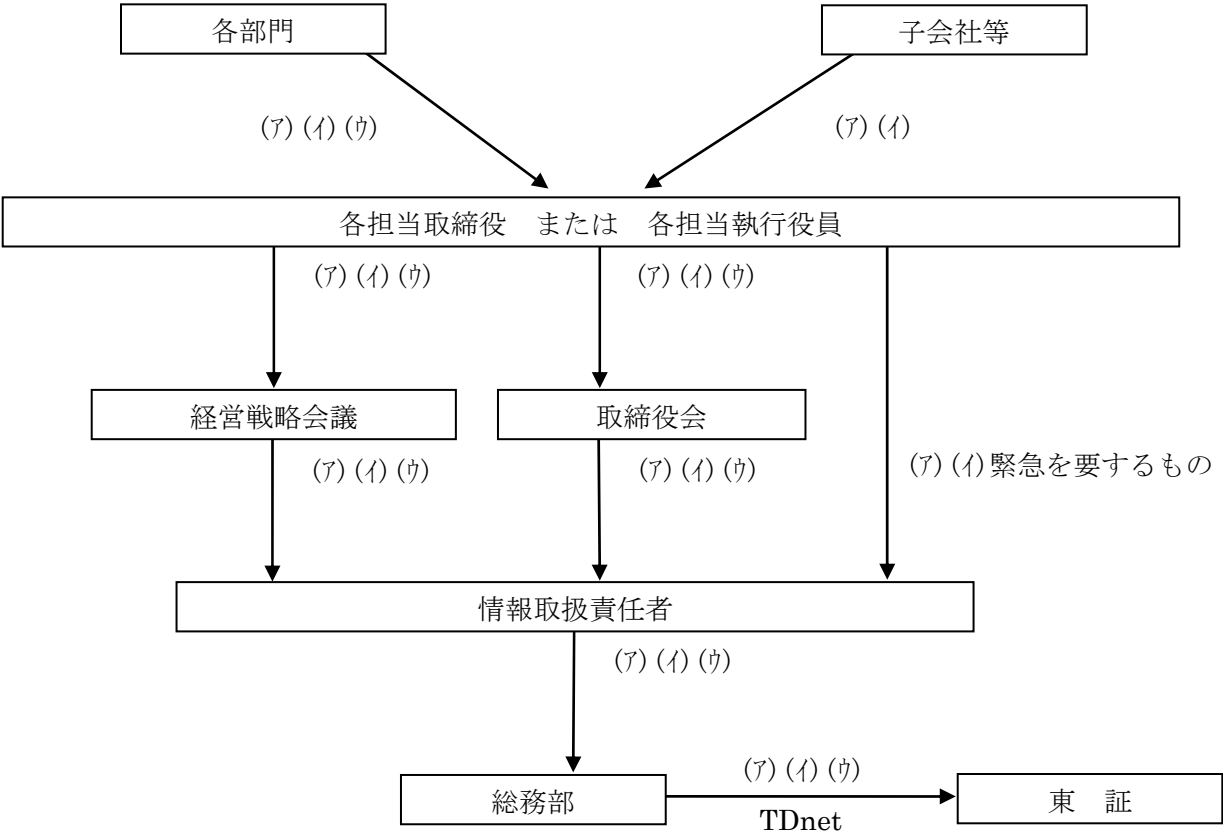 各部門
子会社等
(ア) (イ) (ウ)
(ア) (イ)
各担当取締役　または　各担当執行役員
(ア) (イ) (ウ)
(ア) (イ) (ウ)
経営戦略会議
取締役会
(ア) (イ) (ウ)
(ア) (イ) (ウ)
(ア) (イ)緊急を要するもの
情報取扱責任者
(ア) (イ) (ウ)
総務部
(ア) (イ) (ウ)
TDnet
東　証